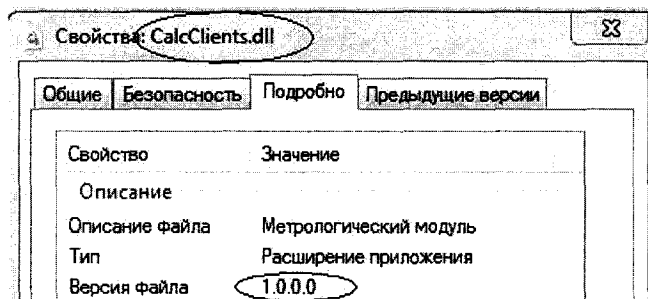 Свойства: CalcClients.dll
Общие Безопасность Подробно Предыдущие версии
Свойство Значение
Описание
Описание файла Метрологический модуль
Тип Расширение приложения
Версия файла 1.0.0.0